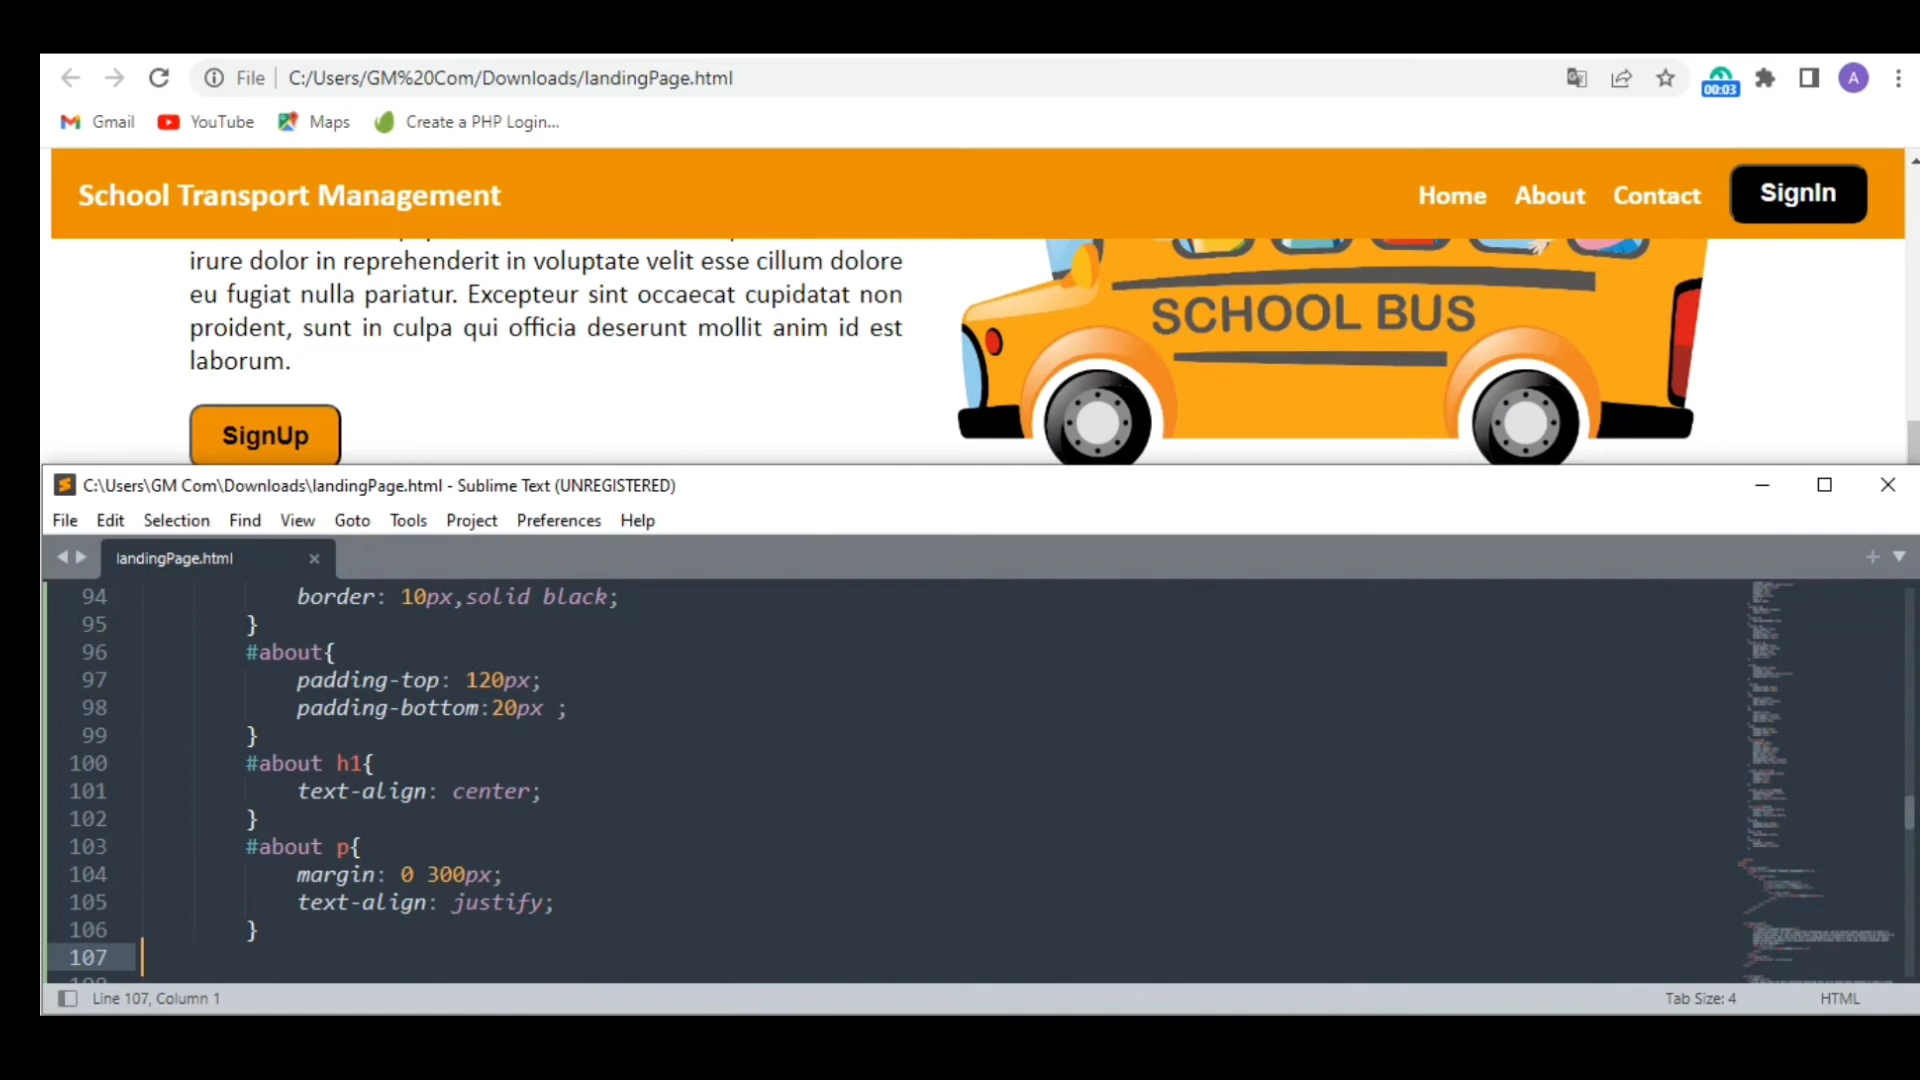 File C:/Users/GM%20Com/Downloads/landingPage.html
00:03
A
Gmail YouTube Maps Create a PHP Login...
School Transport Management Home About Contact SignIn
irure dolor in reprehenderit in voluptate velit esse cillum dolore
eu fugiat nulla pariatur. Excepteur sint occaecat cupidatat non
proident, sunt in culpa qui officia deserunt mollit anim id est
laborum.
SCHOOL BUS
SignUp
C:\Users\GM Com\Downloads\landingPage.html - Sublime Text (UNREGISTERED)
File Edit Selection Find View Goto Tools Project Preferences Help
landingPage.html
94 border: 10px,solid black;
95 }
96 #about{
97 padding-top: 120px;
98 padding-bottom:20px ;
99 }
100 #about h1{
101 text-align: center;
102 }
103 #about p{
104 margin: 0 300px;
105 text-align: justify;
106 }
107
Line 107, Column 1 Tab Size: 4 HTML